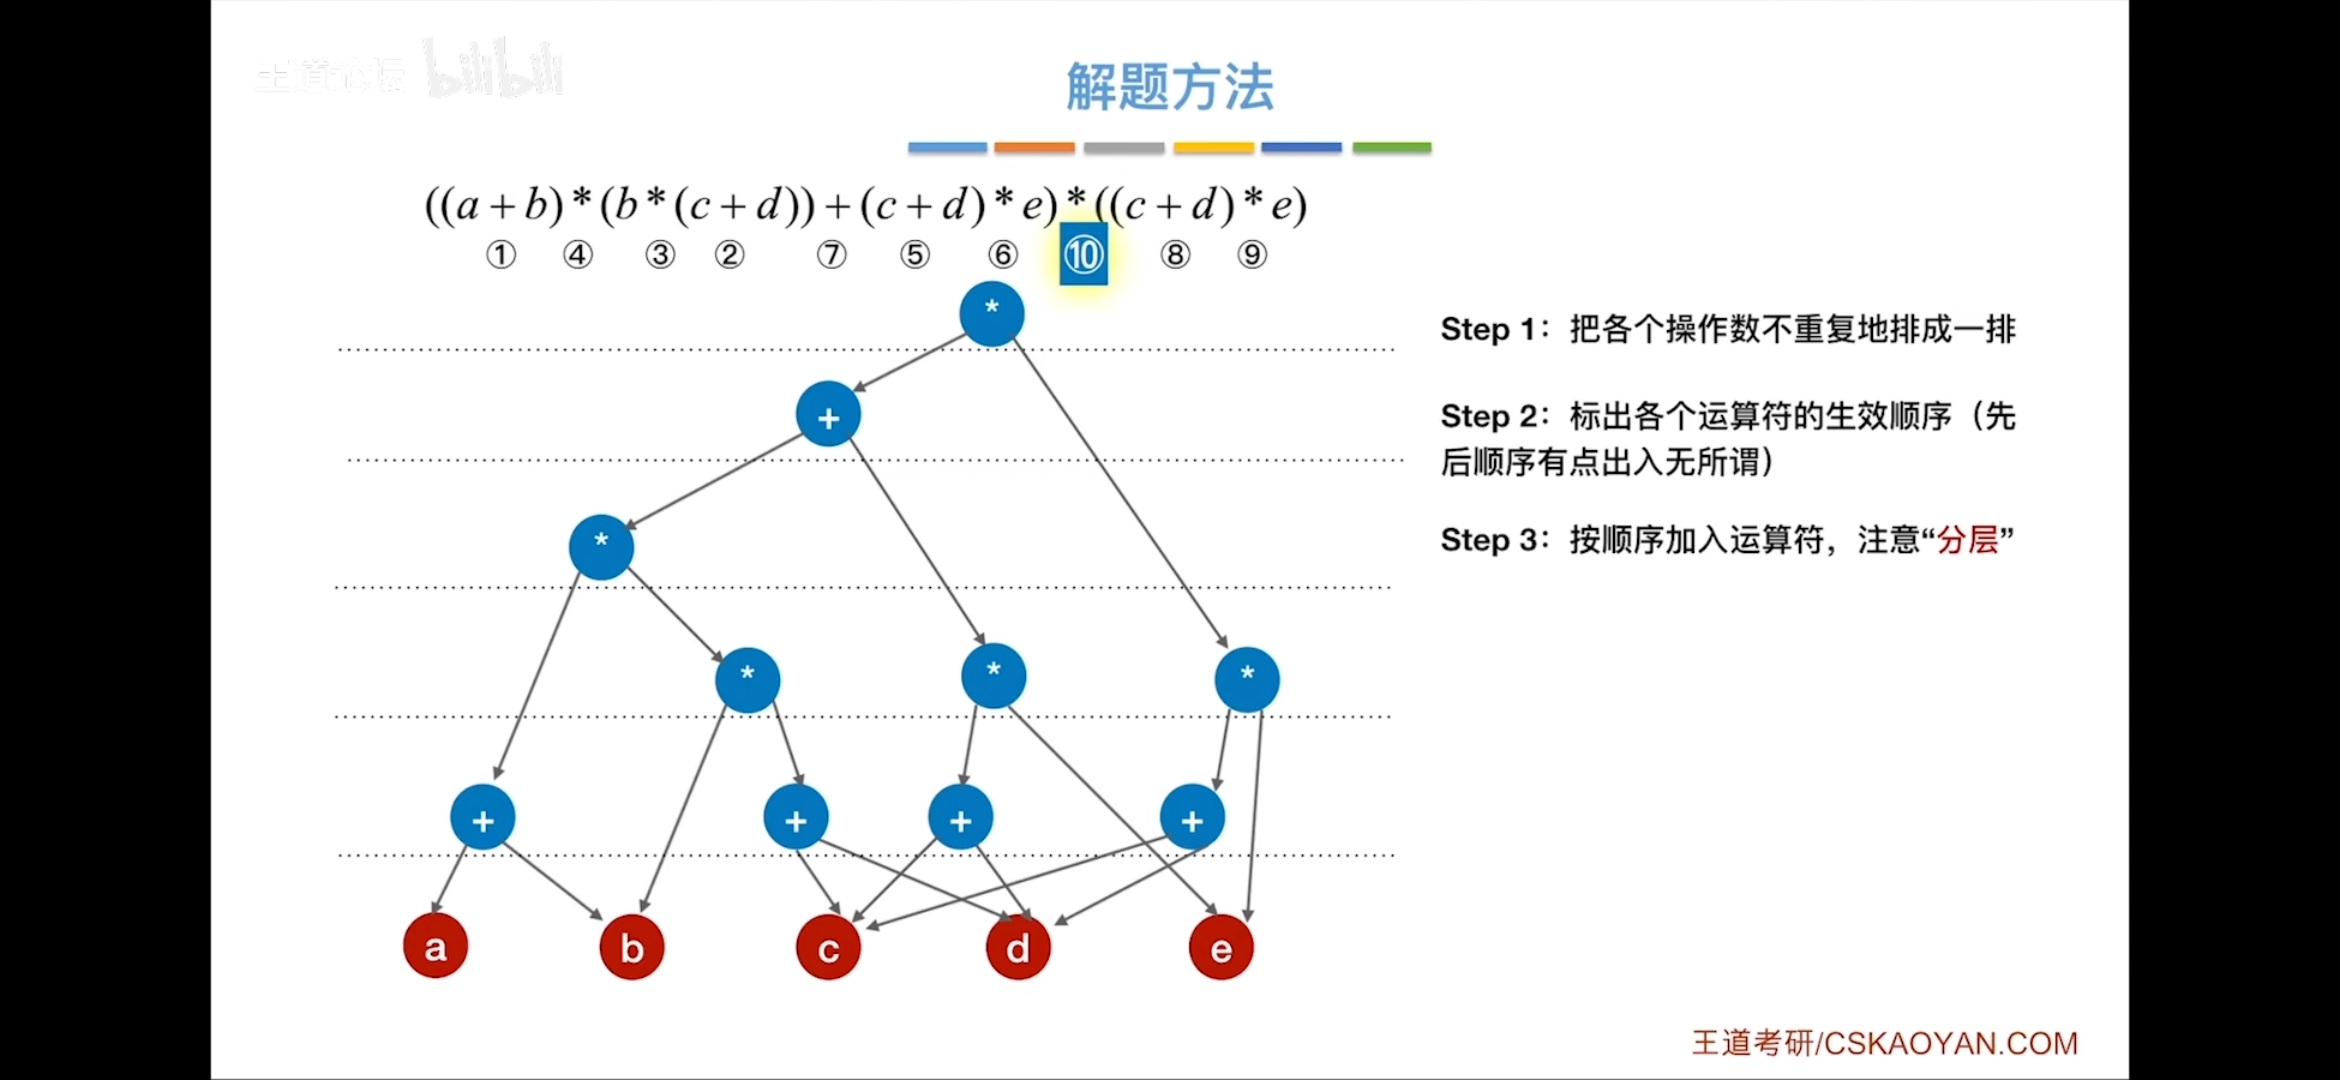 王道论坛 bilibili
解题方法
((a+b)*(b*(c+d))+(c+d)*e)*((c+d)*e)
① ④ ③ ② ⑦ ⑤ ⑥ ⑩ ⑧ ⑨
*
+
*
* * *
+ + + +
a b c d e
Step 1：把各个操作数不重复地排成一排
Step 2：标出各个运算符的生效顺序（先
后顺序有点出入无所谓）
Step 3：按顺序加入运算符，注意“分层”
王道考研/CSKAOYAN.COM